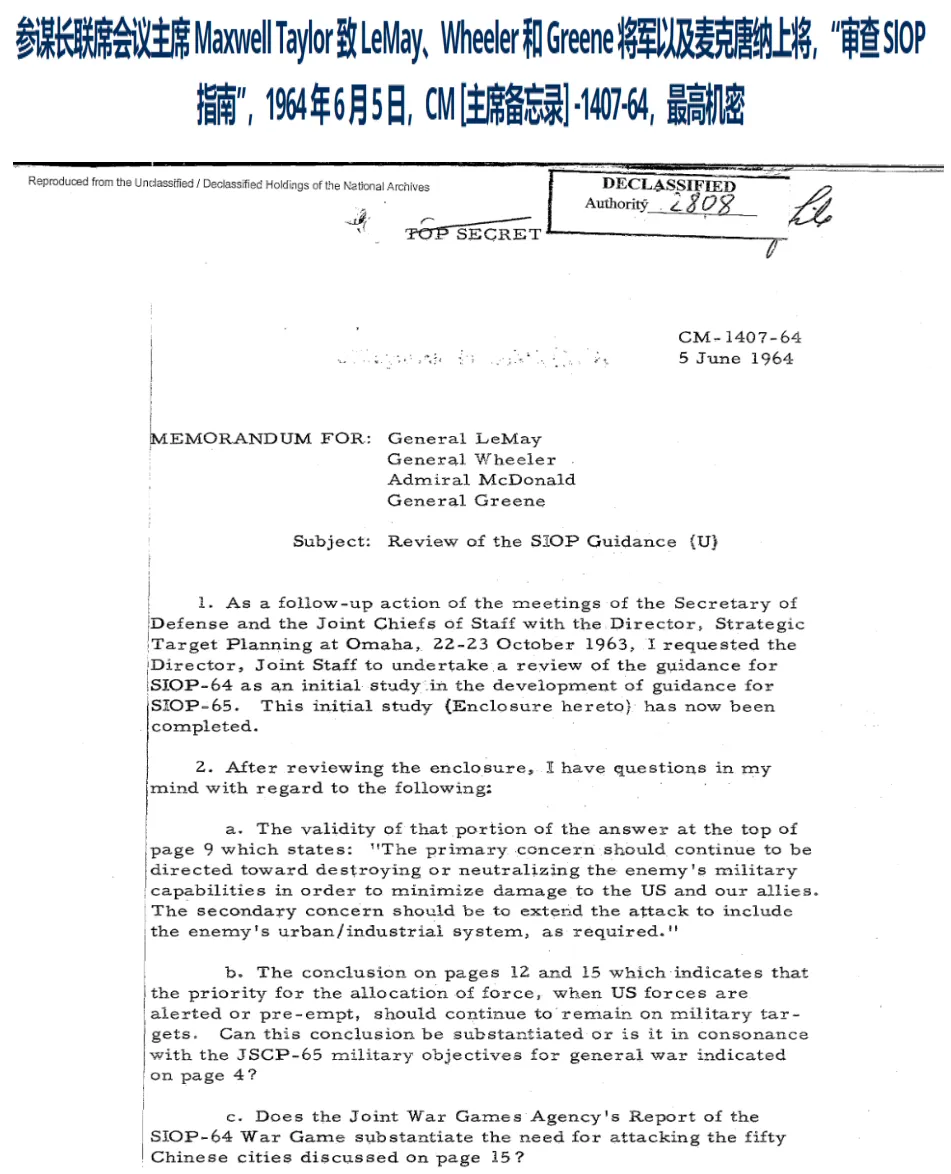 参谋长联席会议主席 Maxwell Taylor 致 LeMay、Wheeler 和 Greene 将军以及麦克唐纳上将，“审查 SIOP
指南”，1964 年 6 月 5 日，CM [主席备忘录] -1407-64，最高机密
Reproduced from the Unclassified / Declassified Holdings of the National Archives
DECLASSIFIED
Authority 2808
TOP SECRET
CM-1407-64
5 June 1964
MEMORANDUM FOR: General LeMay
General Wheeler
Admiral McDonald
General Greene
Subject: Review of the SIOP Guidance (U)
1. As a follow-up action of the meetings of the Secretary of
Defense and the Joint Chiefs of Staff with the Director, Strategic
Target Planning at Omaha, 22-23 October 1963, I requested the
Director, Joint Staff to undertake a review of the guidance for
SIOP-64 as an initial study in the development of guidance for
SIOP-65. This initial study (Enclosure hereto) has now been
completed.
2. After reviewing the enclosure, I have questions in my
mind with regard to the following:
a. The validity of that portion of the answer at the top of
page 9 which states: "The primary concern should continue to be
directed toward destroying or neutralizing the enemy's military
capabilities in order to minimize damage to the US and our allies.
The secondary concern should be to extend the attack to include
the enemy's urban/industrial system, as required."
b. The conclusion on pages 12 and 15 which indicates that
the priority for the allocation of force, when US forces are
alerted or pre-empt, should continue to remain on military tar-
gets. Can this conclusion be substantiated or is it in consonance
with the JSCP-65 military objectives for general war indicated
on page 4?
c. Does the Joint War Games Agency's Report of the
SIOP-64 War Game substantiate the need for attacking the fifty
Chinese cities discussed on page 15?